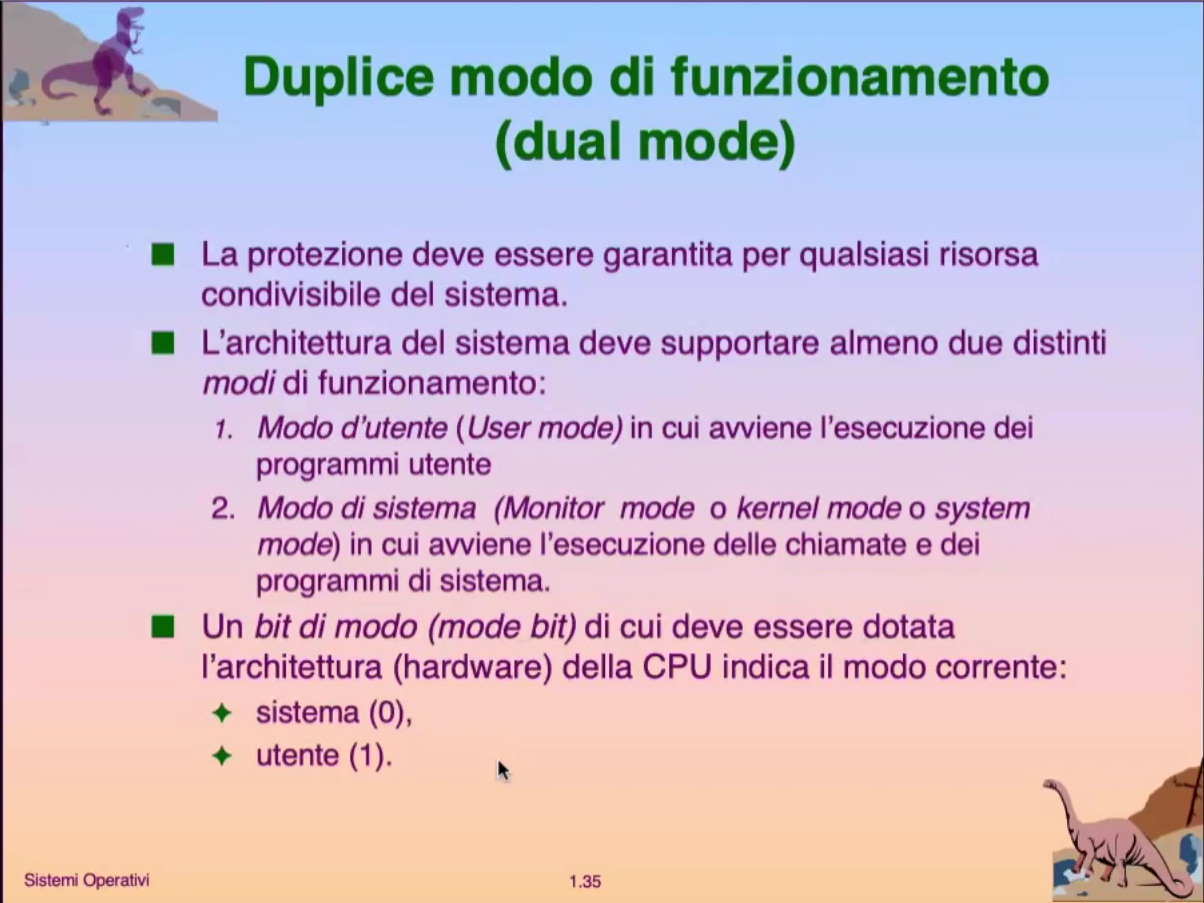 Duplice modo di funzionamento
(dual mode)
La protezione deve essere garantita per qualsiasi risorsa
condivisibile del sistema.
L'architettura del sistema deve supportare almeno due distinti
modi di funzionamento:
1. Modo d'utente (User mode) in cui avviene l'esecuzione dei
programmi utente
2. Modo di sistema (Monitor mode o kernel mode o system
mode) in cui avviene l'esecuzione delle chiamate e dei
programmi di sistema.
Un bit di modo (mode bit) di cui deve essere dotata
l'architettura (hardware) della CPU indica il modo corrente:
sistema (0),
utente (1).
Sistemi Operativi
1.35